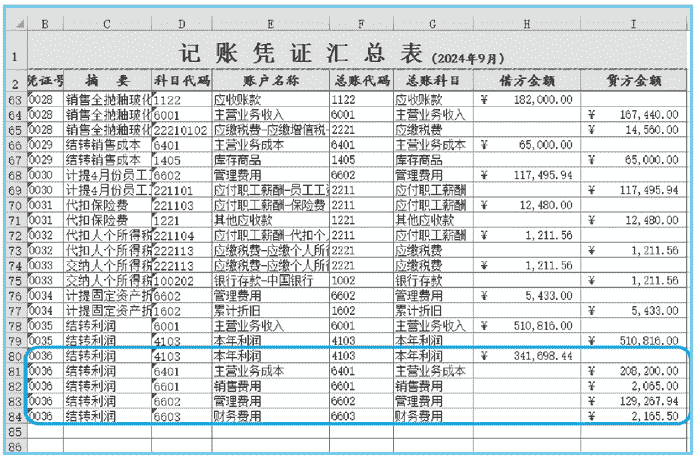 B C D E F G H I
1 记 账 凭 证 汇 总 表 (2024年9月)
2 凭证号 摘 要 科目代码 账户名称 总账代码 总账科目 借方金额 贷方金额
63 0028 销售全抛釉玻化 1122 应收账款 1122 应收账款 ¥ 182,000.00
64 0028 销售全抛釉玻化 6001 主营业务收入 6001 主营业务收入 ¥ 167,440.00
65 0028 销售全抛釉玻化 22210102 应缴税费-应缴增值税- 2221 应缴税费 ¥ 14,560.00
66 0029 结转销售成本 6401 主营业务成本 6401 主营业务成本 ¥ 65,000.00
67 0029 结转销售成本 1405 库存商品 1405 库存商品 ¥ 65,000.00
68 0030 计提4月份员工工 6602 管理费用 6602 管理费用 ¥ 117,495.94
69 0030 计提4月份员工工 221101 应付职工薪酬-员工工资 2211 应付职工薪酬 ¥ 117,495.94
70 0031 代扣保险费 221103 应付职工薪酬-保险费 2211 应付职工薪酬 ¥ 12,480.00
71 0031 代扣保险费 1221 其他应收款 1221 其他应收款 ¥ 12,480.00
72 0032 代扣个人所得税 221104 应付职工薪酬-代扣个人 2211 应付职工薪酬 ¥ 1,211.56
73 0032 代扣个人所得税 222113 应缴税费-应缴个人所得 2221 应缴税费 ¥ 1,211.56
74 0033 交纳个人所得税 222113 应缴税费-应缴个人所得 2221 应缴税费 ¥ 1,211.56
75 0033 交纳个人所得税 100202 银行存款-中国银行 1002 银行存款 ¥ 1,211.56
76 0034 计提固定资产折 6602 管理费用 6602 管理费用 ¥ 5,433.00
77 0034 计提固定资产折 1602 累计折旧 1602 累计折旧 ¥ 5,433.00
78 0035 结转利润 6001 主营业务收入 6001 主营业务收入 ¥ 510,816.00
79 0035 结转利润 4103 本年利润 4103 本年利润 ¥ 510,816.00
80 0036 结转利润 4103 本年利润 4103 本年利润 ¥ 341,698.44
81 0036 结转利润 6401 主营业务成本 6401 主营业务成本 ¥ 208,200.00
82 0036 结转利润 6601 销售费用 6601 销售费用 ¥ 2,065.00
83 0036 结转利润 6602 管理费用 6602 管理费用 ¥ 129,267.94
84 0036 结转利润 6603 财务费用 6603 财务费用 ¥ 2,165.50
85
86